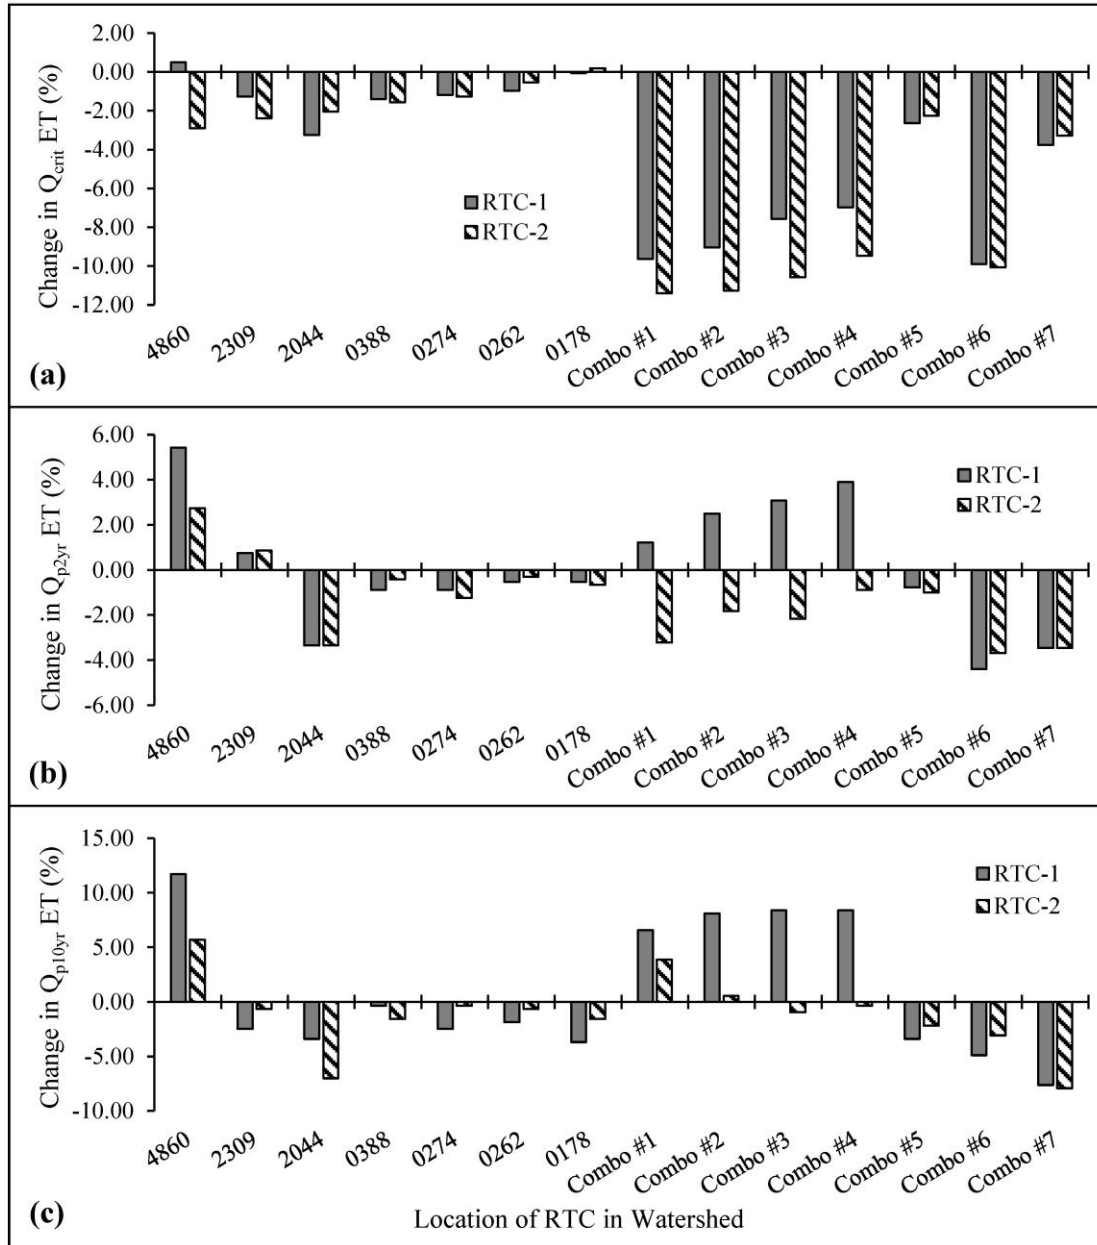 2.00
0.00
-2.00
-4.00
-6.00
-8.00
-10.00
-12.00
Change in Qcrit ET (%)
RTC-1
RTC-2
4860
2309
2044
0388
0274
0262
0178
Combo #1
Combo #2
Combo #3
Combo #4
Combo #5
Combo #6
Combo #7
(a)
6.00
4.00
2.00
0.00
-2.00
-4.00
-6.00
Change in Qp2yr ET (%)
RTC-1
RTC-2
4860
2309
2044
0388
0274
0262
0178
Combo #1
Combo #2
Combo #3
Combo #4
Combo #5
Combo #6
Combo #7
(b)
15.00
10.00
5.00
0.00
-5.00
-10.00
Change in Qp10yr ET (%)
RTC-1
RTC-2
4860
2309
2044
0388
0274
0262
0178
Combo #1
Combo #2
Combo #3
Combo #4
Combo #5
Combo #6
Combo #7
(c)
Location of RTC in Watershed